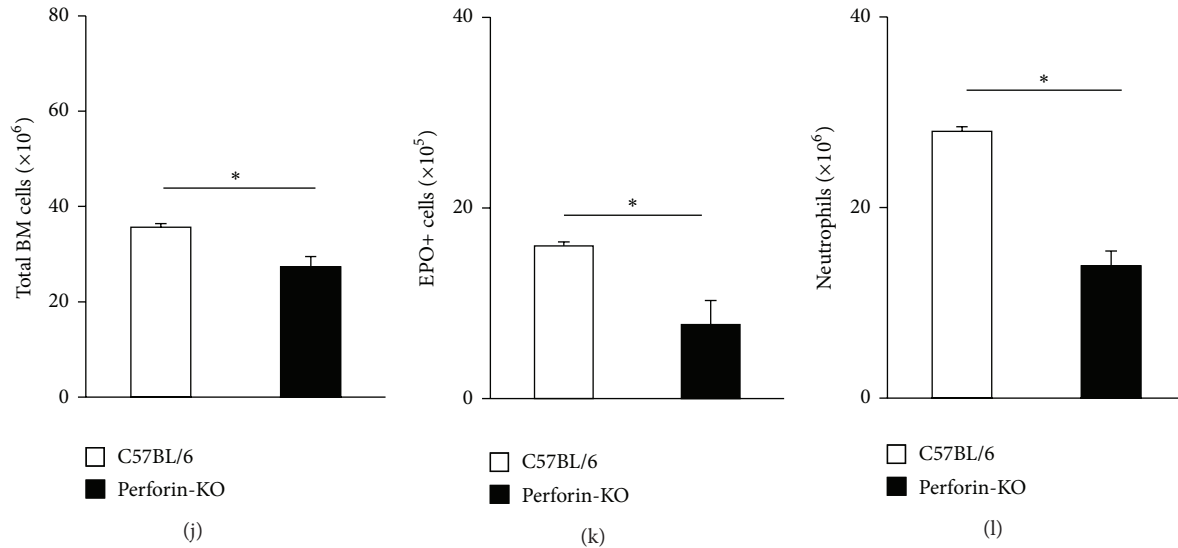 Total BM cells (×10⁶)
80
60
40
20
0
*
C57BL/6
Perforin-KO
(j)
EPO+ cells (×10⁵)
40
20
0
*
C57BL/6
Perforin-KO
(k)
Neutrophils (×10⁶)
40
20
0
*
C57BL/6
Perforin-KO
(l)